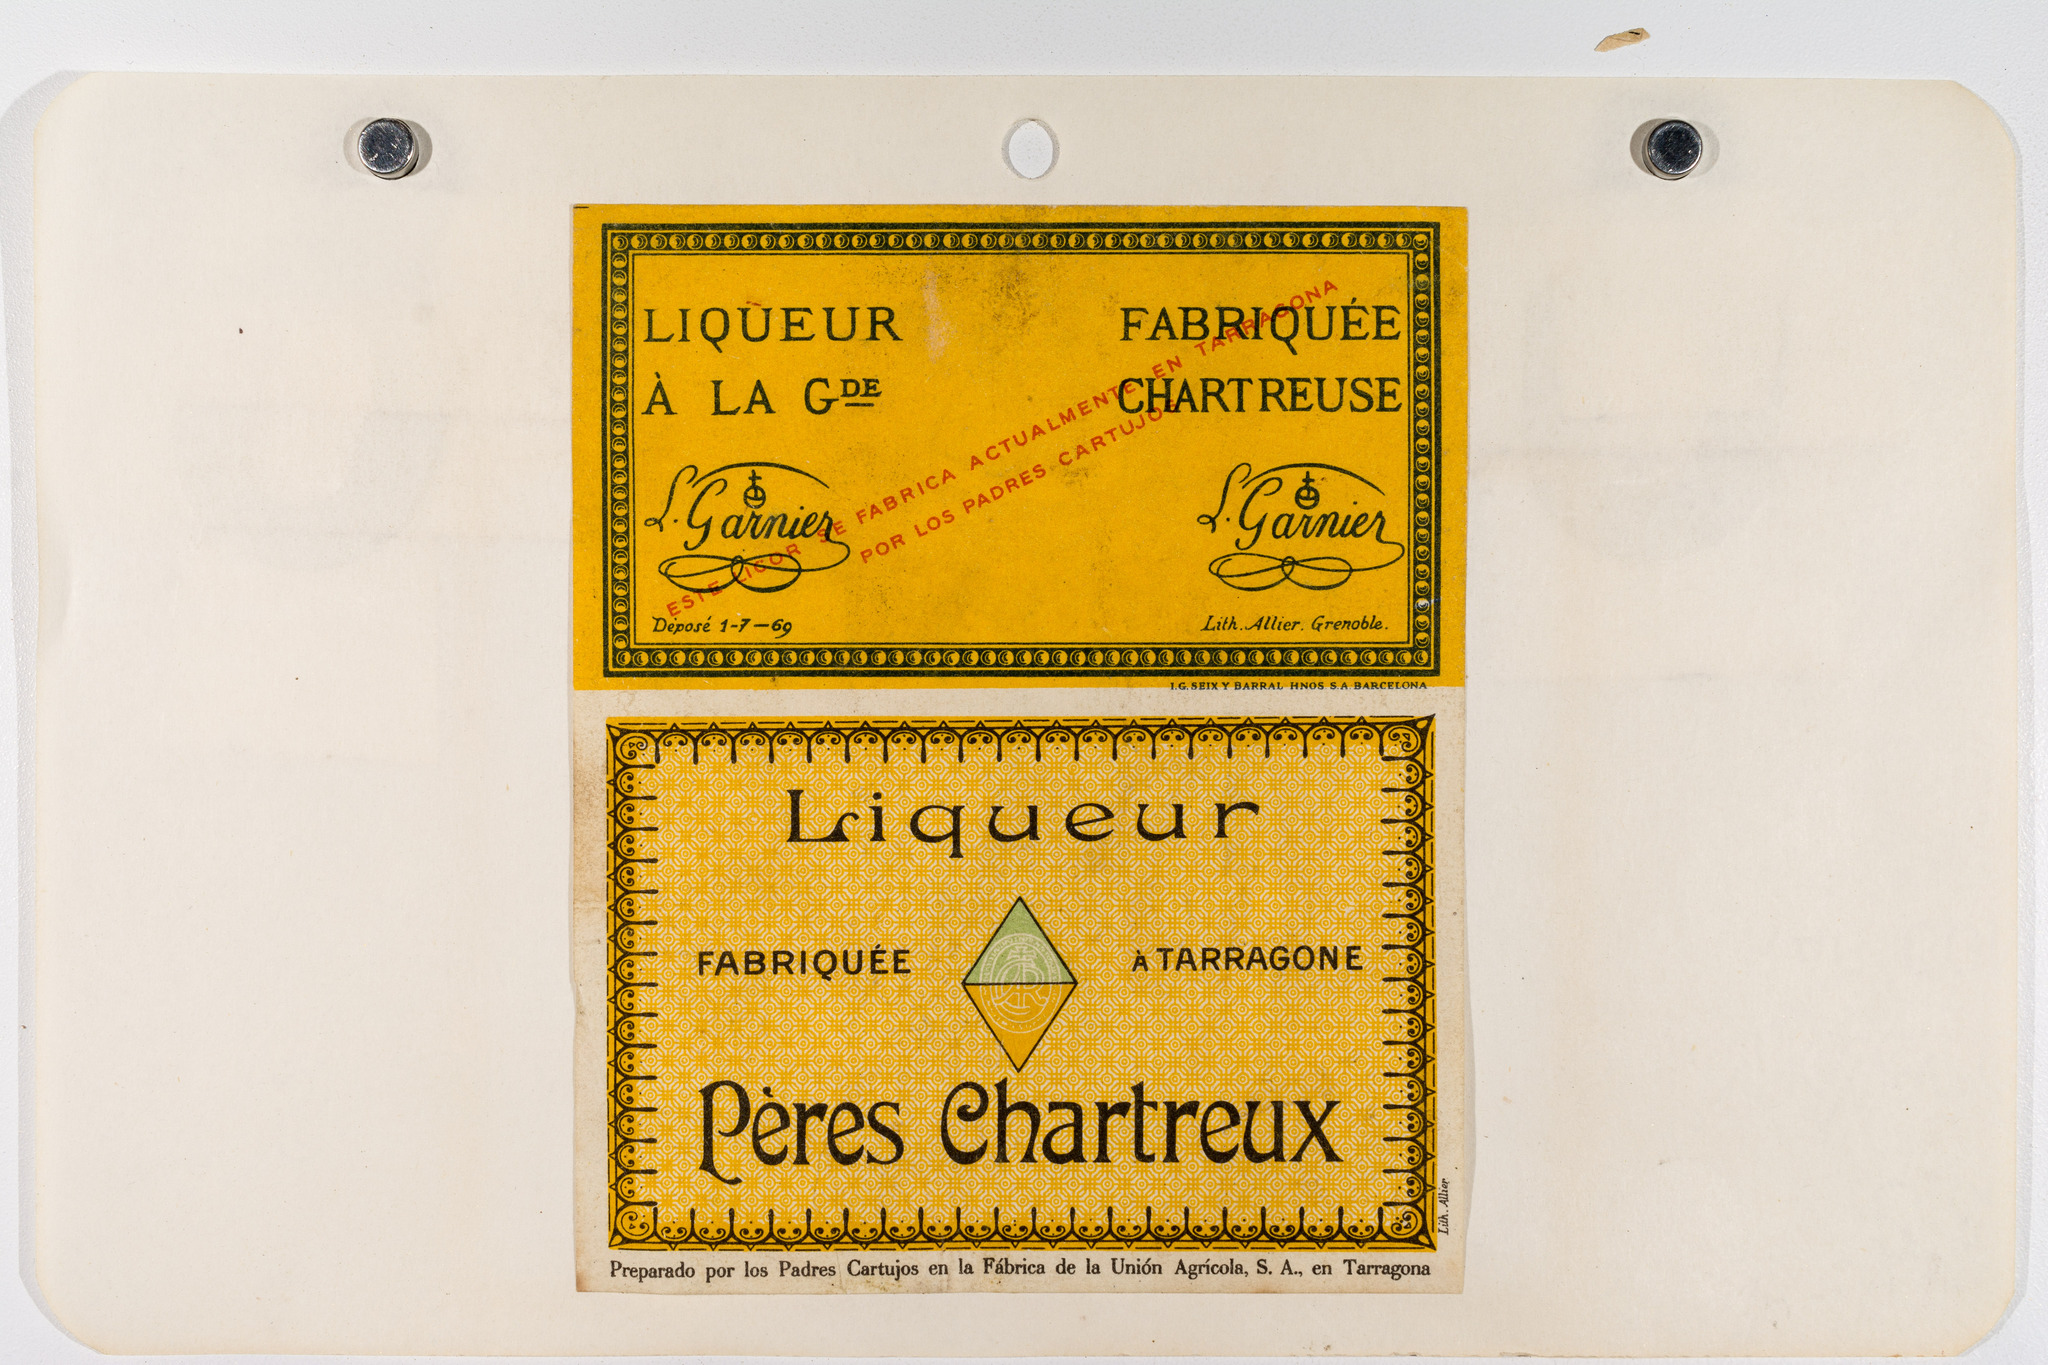 LIQUEUR FABRIQUÉE
À LA GDE CHARTREUSE
L. Garnier L. Garnier
ESTE LICOR SE FABRICA ACTUALMENTE EN TARRAGONA
POR LOS PADRES CARTUJOS
Déposé 1-7-69 Lith. Allier. Grenoble.
I.G. SEIX Y BARRAL HNOS S.A. BARCELONA
Liqueur
FABRIQUÉE À TARRAGONE
Pères Chartreux
Lith. Allier
Preparado por los Padres Cartujos en la Fábrica de la Unión Agrícola, S. A., en Tarragona